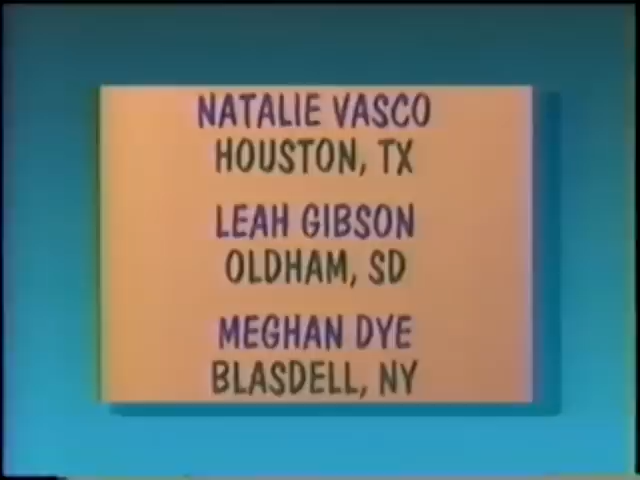 NATALIE VASCO
HOUSTON, TX
LEAH GIBSON
OLDHAM, SD
MEGHAN DYE
BLASDELL, NY